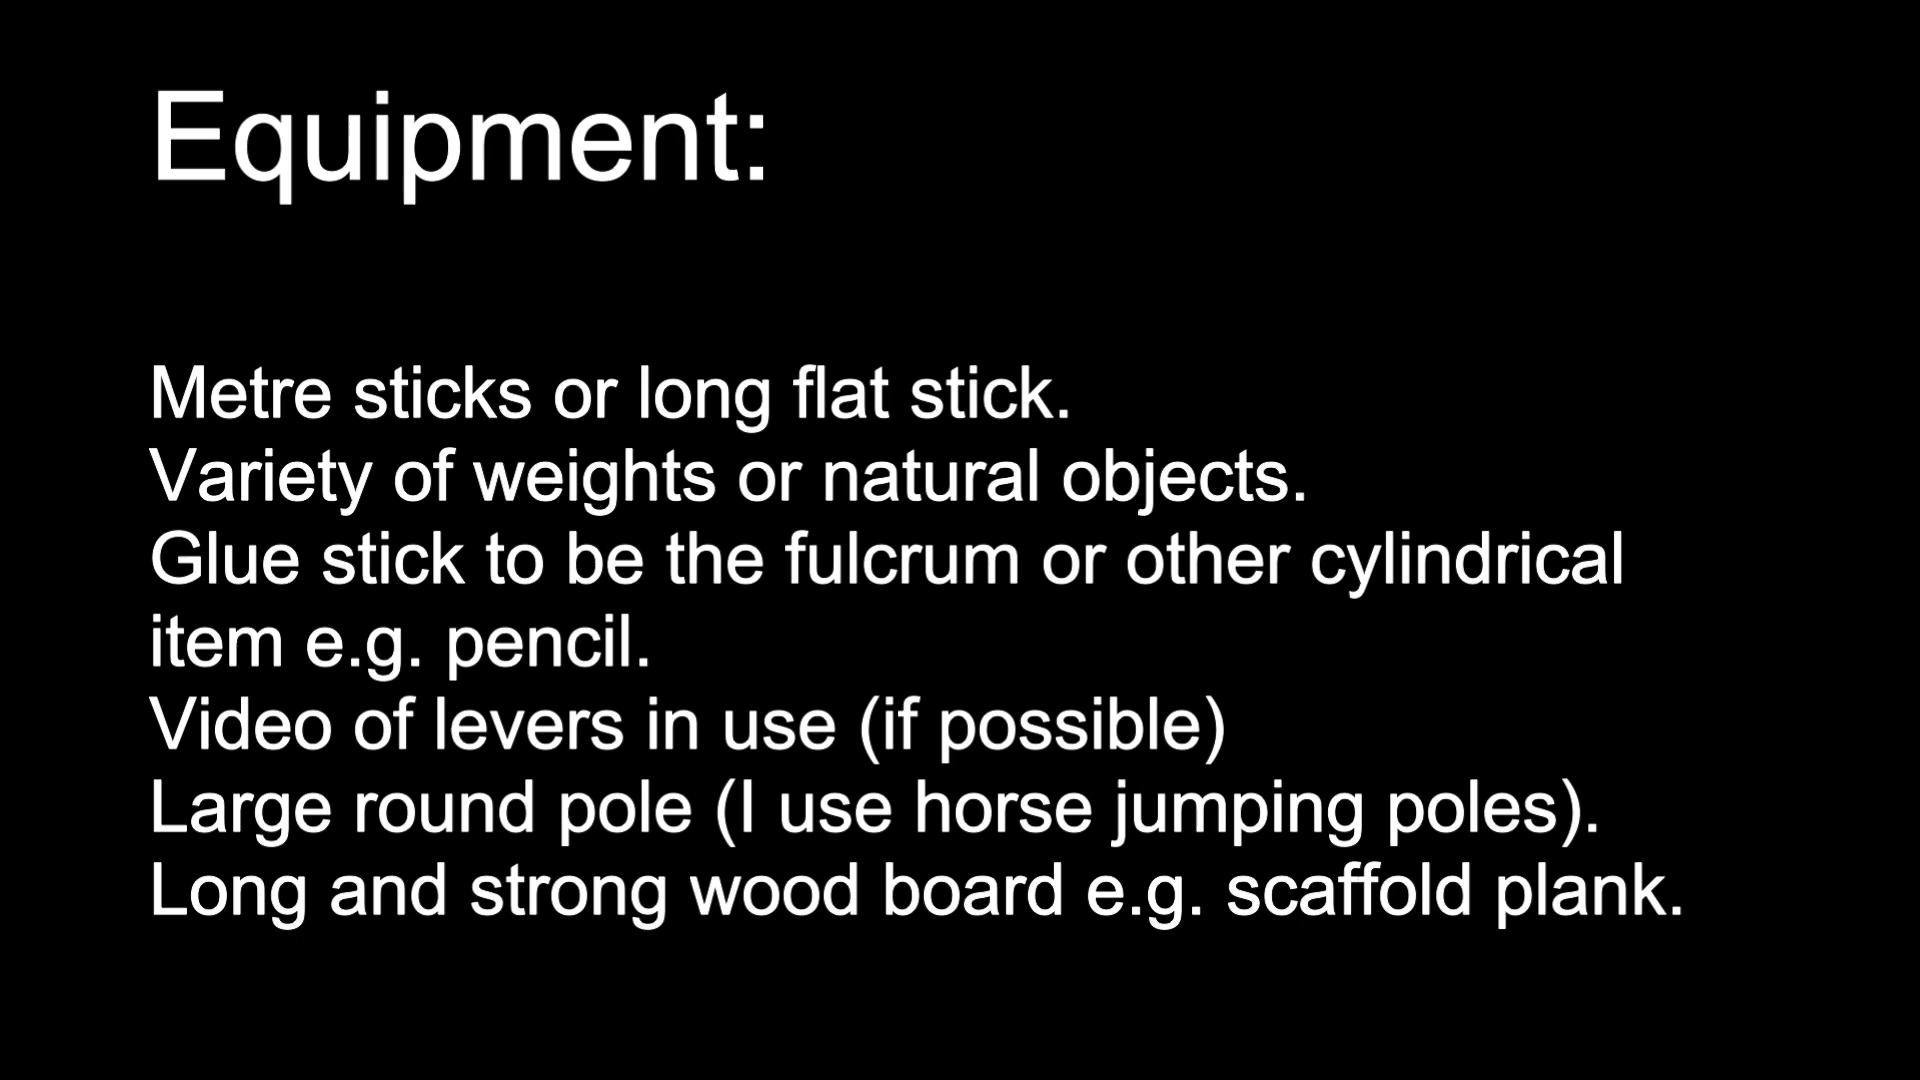 Equipment:
Metre sticks or long flat stick.
Variety of weights or natural objects.
Glue stick to be the fulcrum or other cylindrical
item e.g. pencil.
Video of levers in use (if possible)
Large round pole (I use horse jumping poles).
Long and strong wood board e.g. scaffold plank.